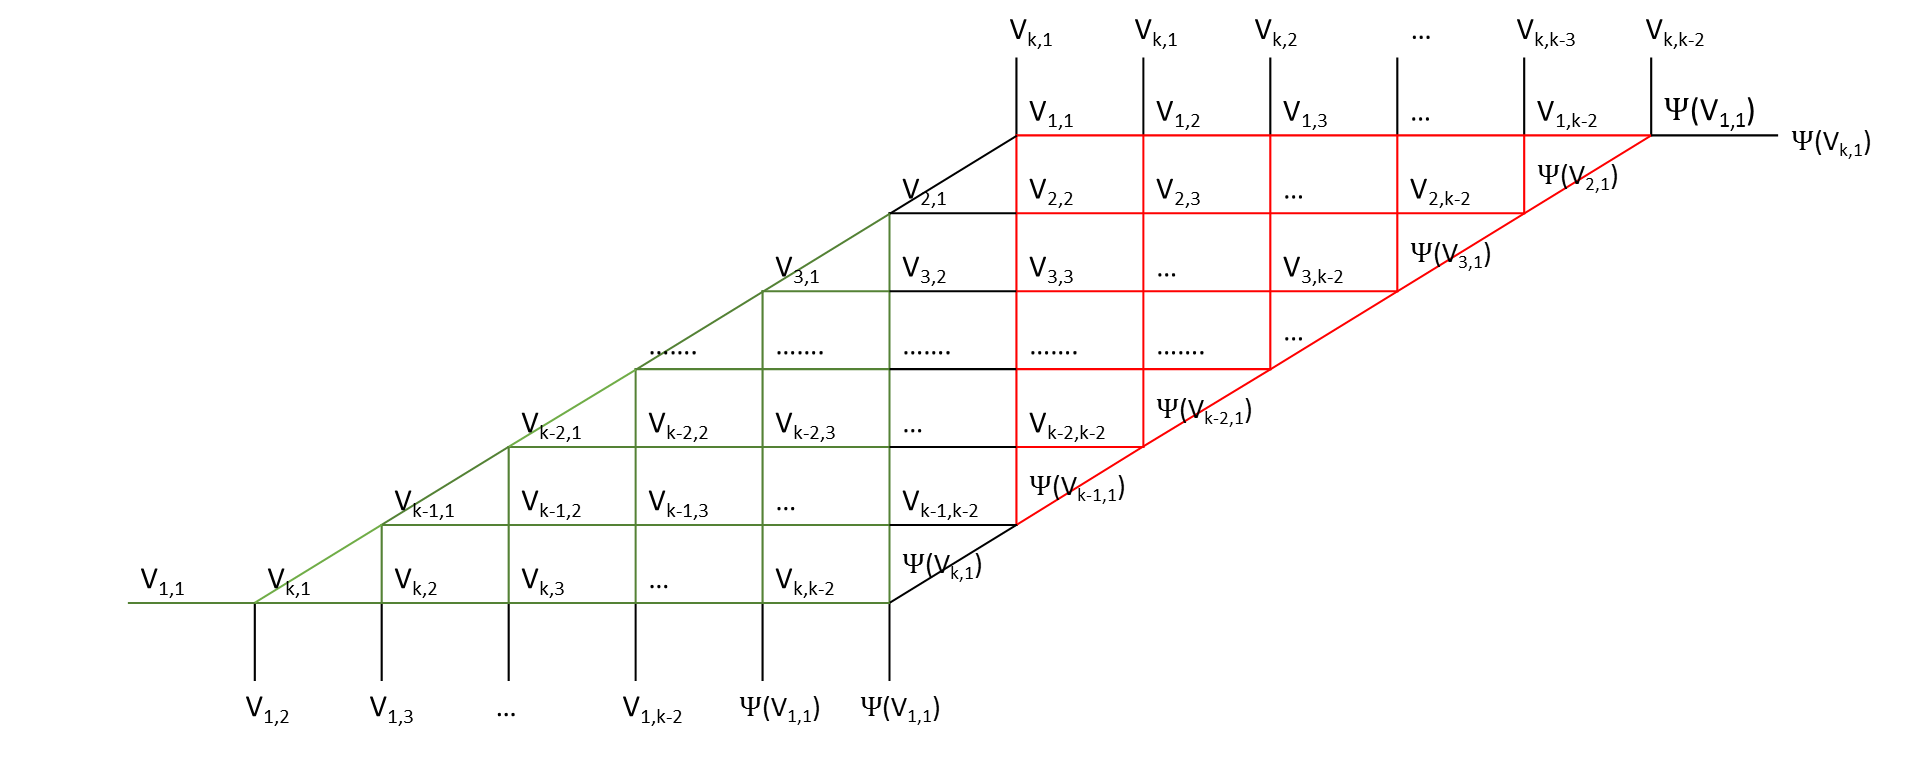 V_{k,1} V_{k,1} V_{k,2} ... V_{k,k-3} V_{k,k-2}
V_{1,1} V_{1,2} V_{1,3} ... V_{1,k-2} Ψ(V_{1,1})
Ψ(V_{k,1})
V_{2,1} V_{2,2} V_{2,3} ... V_{2,k-2} Ψ(V_{2,1})
V_{3,1} V_{3,2} V_{3,3} ... V_{3,k-2} Ψ(V_{3,1})
....... ....... ....... ....... ....... ...
V_{k-2,1} V_{k-2,2} V_{k-2,3} ... V_{k-2,k-2} Ψ(V_{k-2,1})
V_{k-1,1} V_{k-1,2} V_{k-1,3} ... V_{k-1,k-2} Ψ(V_{k-1,1})
V_{1,1} V_{k,1} V_{k,2} V_{k,3} ... V_{k,k-2} Ψ(V_{k,1})
V_{1,2} V_{1,3} ... V_{1,k-2} Ψ(V_{1,1}) Ψ(V_{1,1})